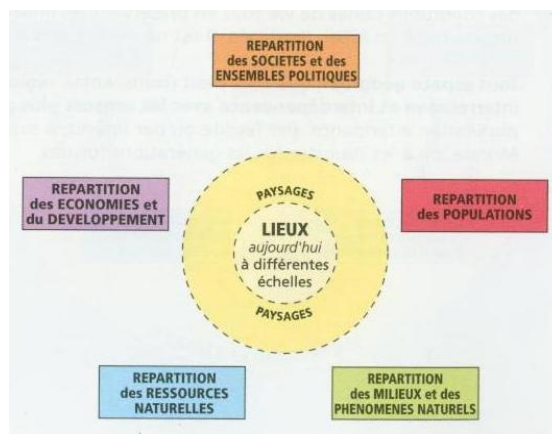 REPARTITION
des SOCIETES et des
ENSEMBLES POLITIQUES
REPARTITION
des ECONOMIES et
du DEVELOPPEMENT
PAYSAGES
LIEUX
aujourd'hui
à différentes
échelles
PAYSAGES
REPARTITION
des POPULATIONS
REPARTITION
des RESSOURCES
NATURELLES
REPARTITION
des MILIEUX et des
PHENOMENES NATURELS